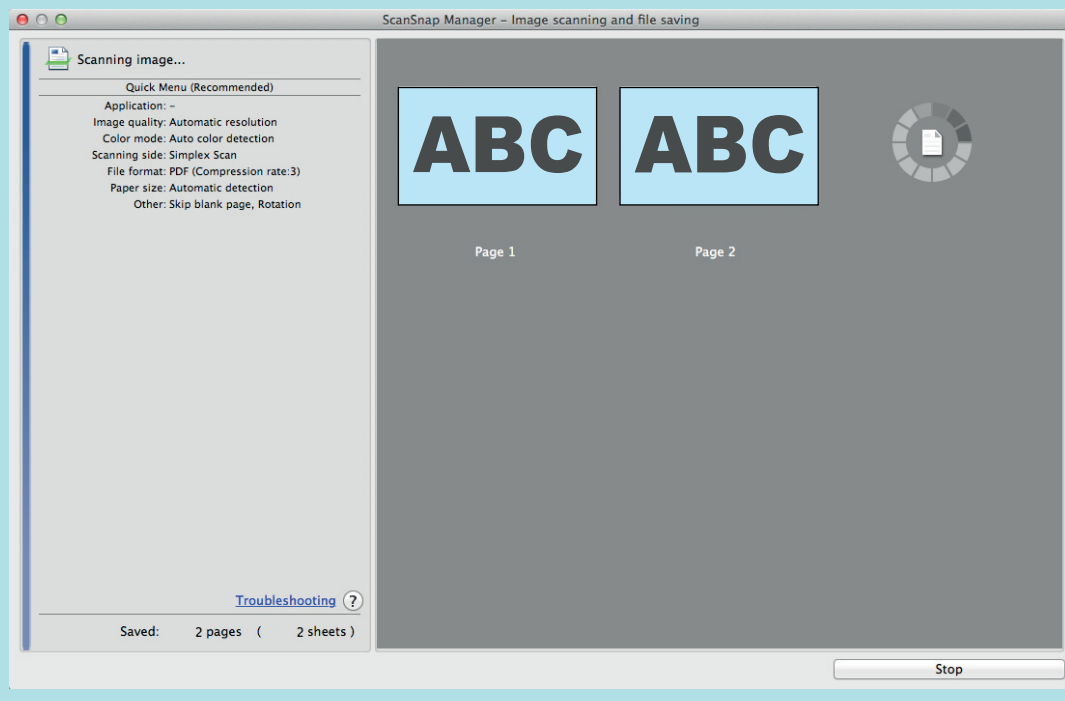 ScanSnap Manager – Image scanning and file saving
Scanning image...
Quick Menu (Recommended)
Application: –
Image quality: Automatic resolution
Color mode: Auto color detection
Scanning side: Simplex Scan
File format: PDF (Compression rate:3)
Paper size: Automatic detection
Other: Skip blank page, Rotation
ABC ABC
Page 1 Page 2
Troubleshooting ?
Saved: 2 pages ( 2 sheets )
Stop